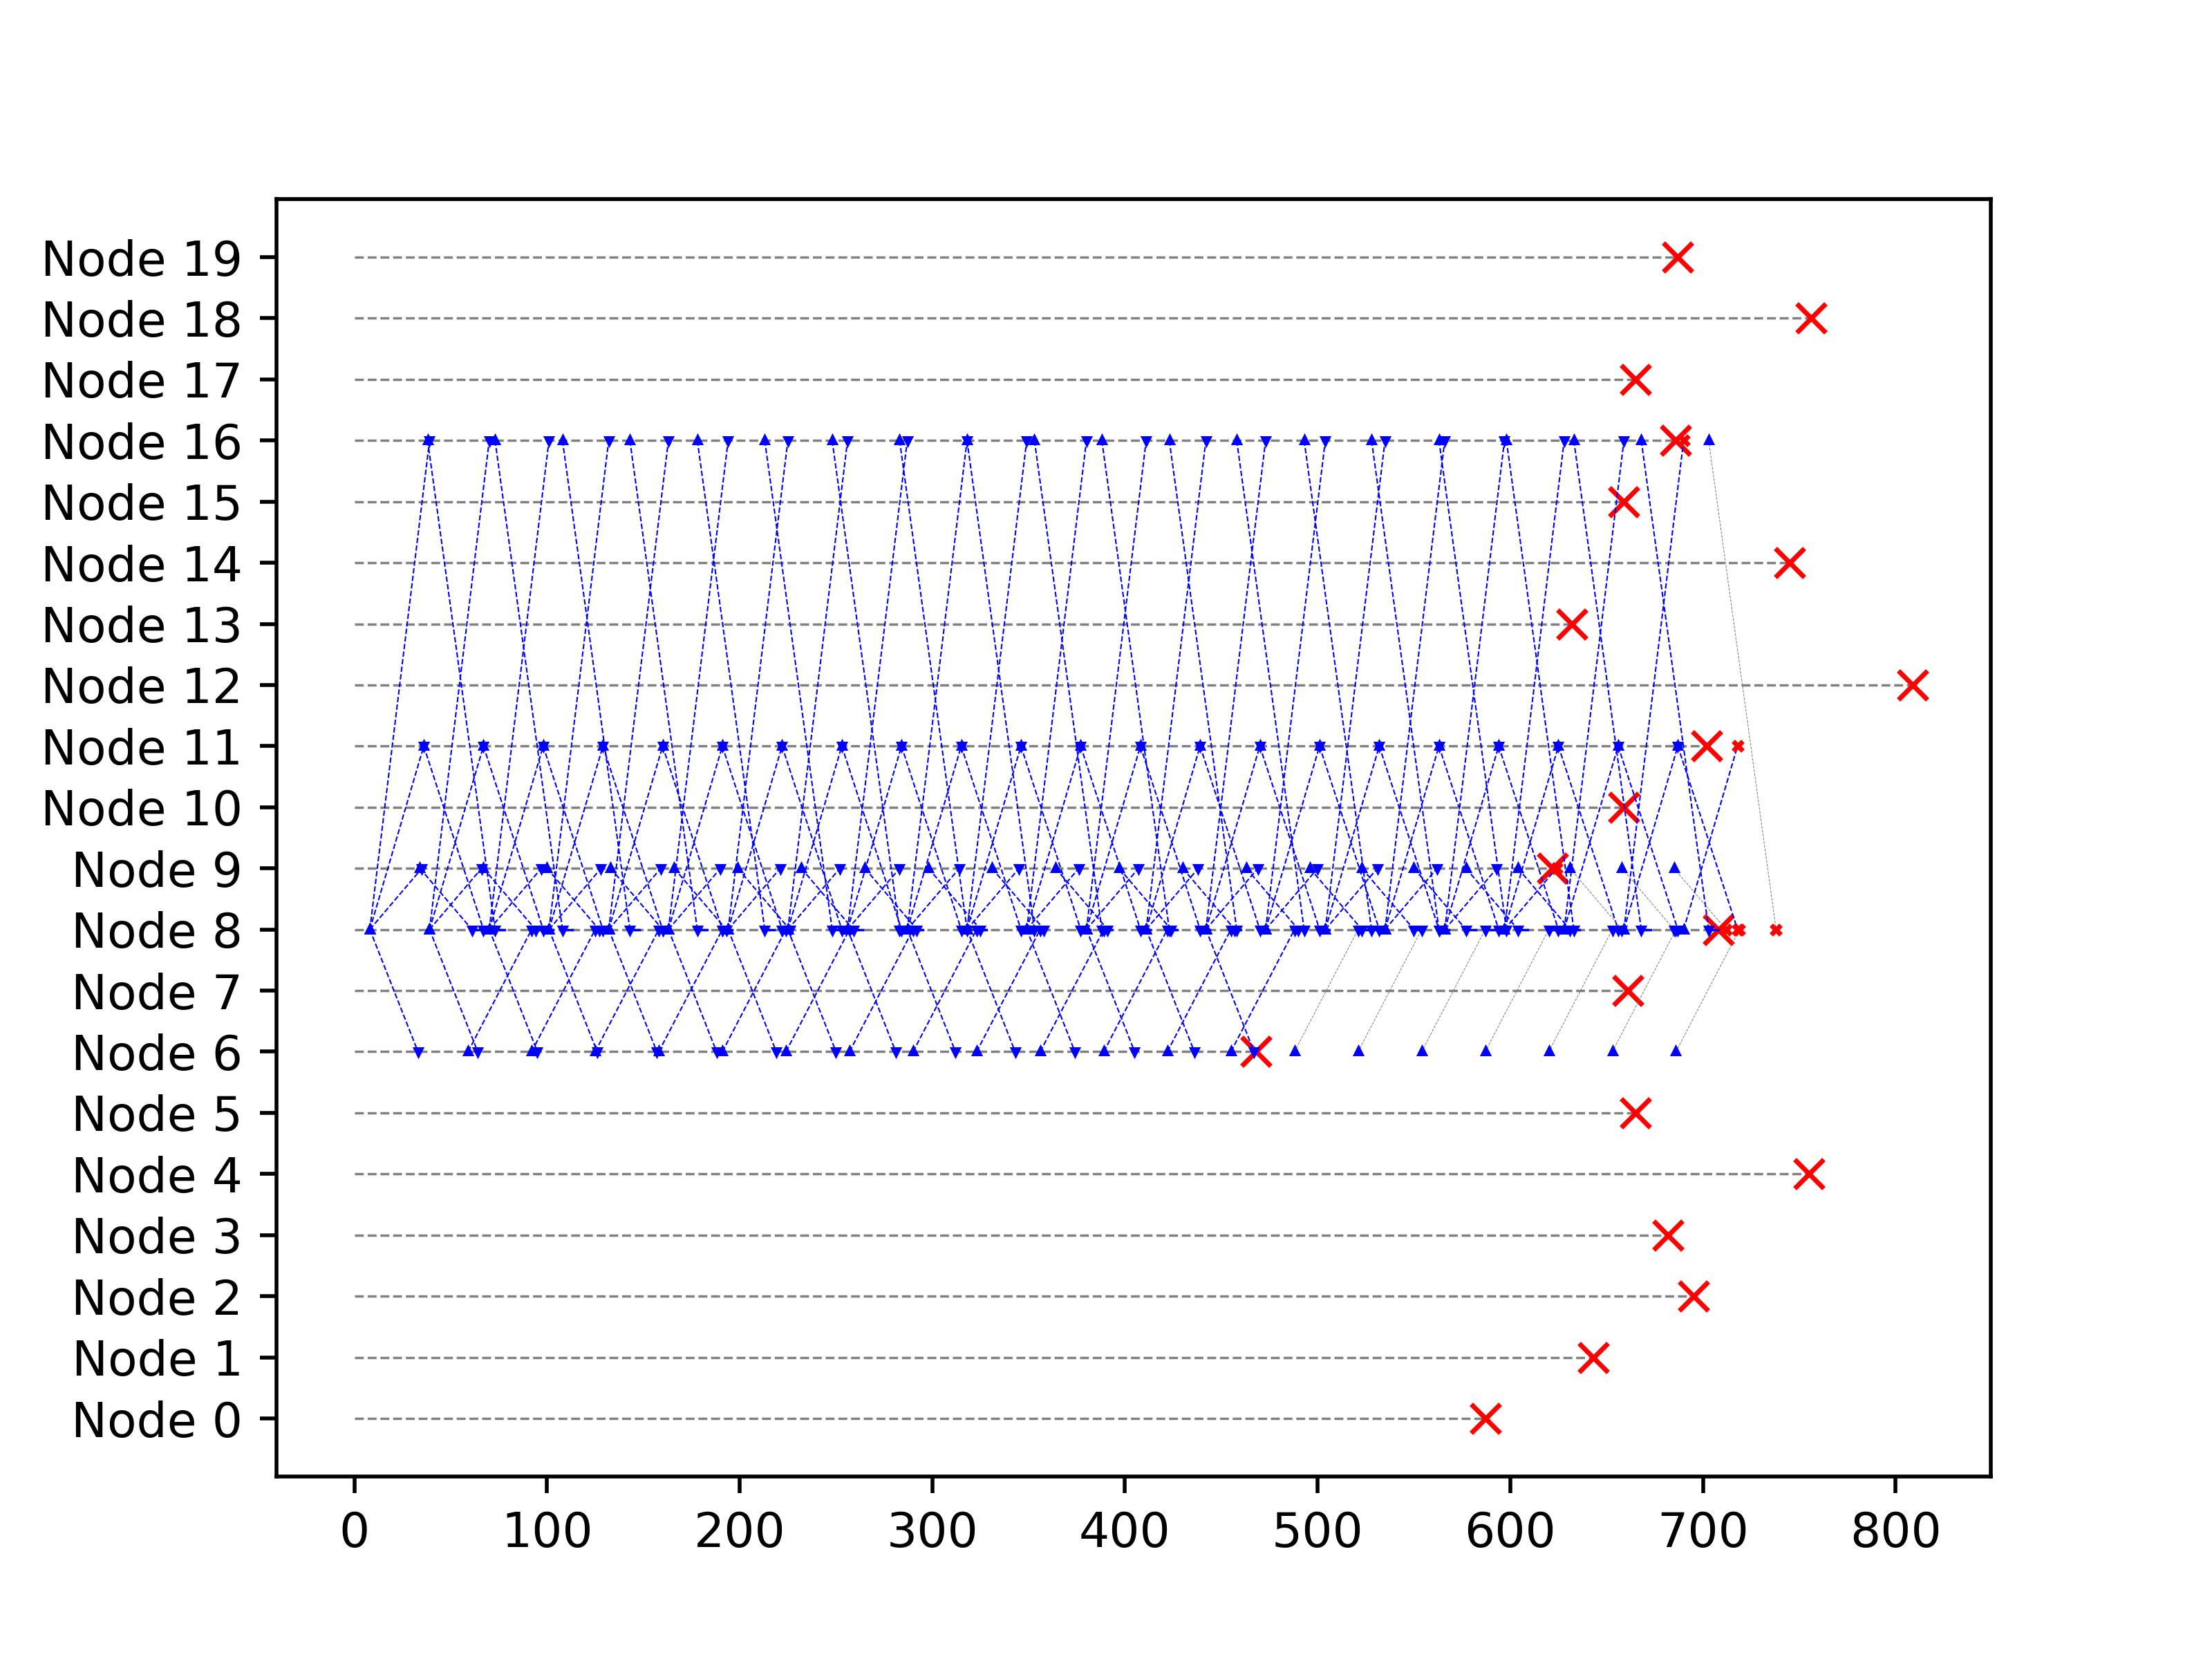 Node 19
Node 18
Node 17
Node 16
Node 15
Node 14
Node 13
Node 12
Node 11
Node 10
Node 9
Node 8
Node 7
Node 6
Node 5
Node 4
Node 3
Node 2
Node 1
Node 0
0 100 200 300 400 500 600 700 800